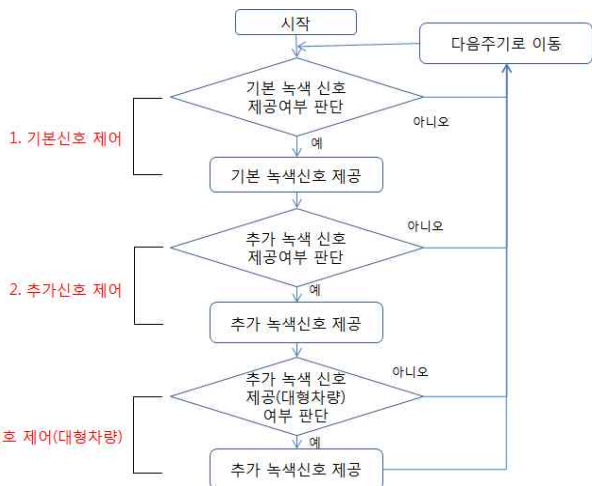 시작
다음주기로 이동
기본 녹색 신호
제공여부 판단
아니오
1. 기본신호 제어
예
기본 녹색신호 제공
아니오
추가 녹색 신호
제공여부 판단
2. 추가신호 제어
예
추가 녹색신호 제공
아니오
추가 녹색 신호
제공(대형차량)
여부 판단
호 제어(대형차량)
예
추가 녹색신호 제공